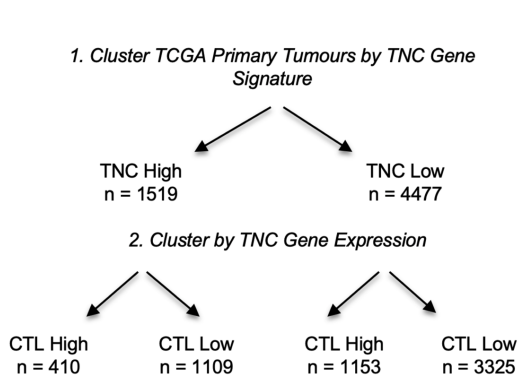 1. Cluster TCGA Primary Tumours by TNC Gene
Signature
TNC High
n = 1519
TNC Low
n = 4477
2. Cluster by TNC Gene Expression
CTL High
n = 410
CTL Low
n = 1109
CTL High
n = 1153
CTL Low
n = 3325